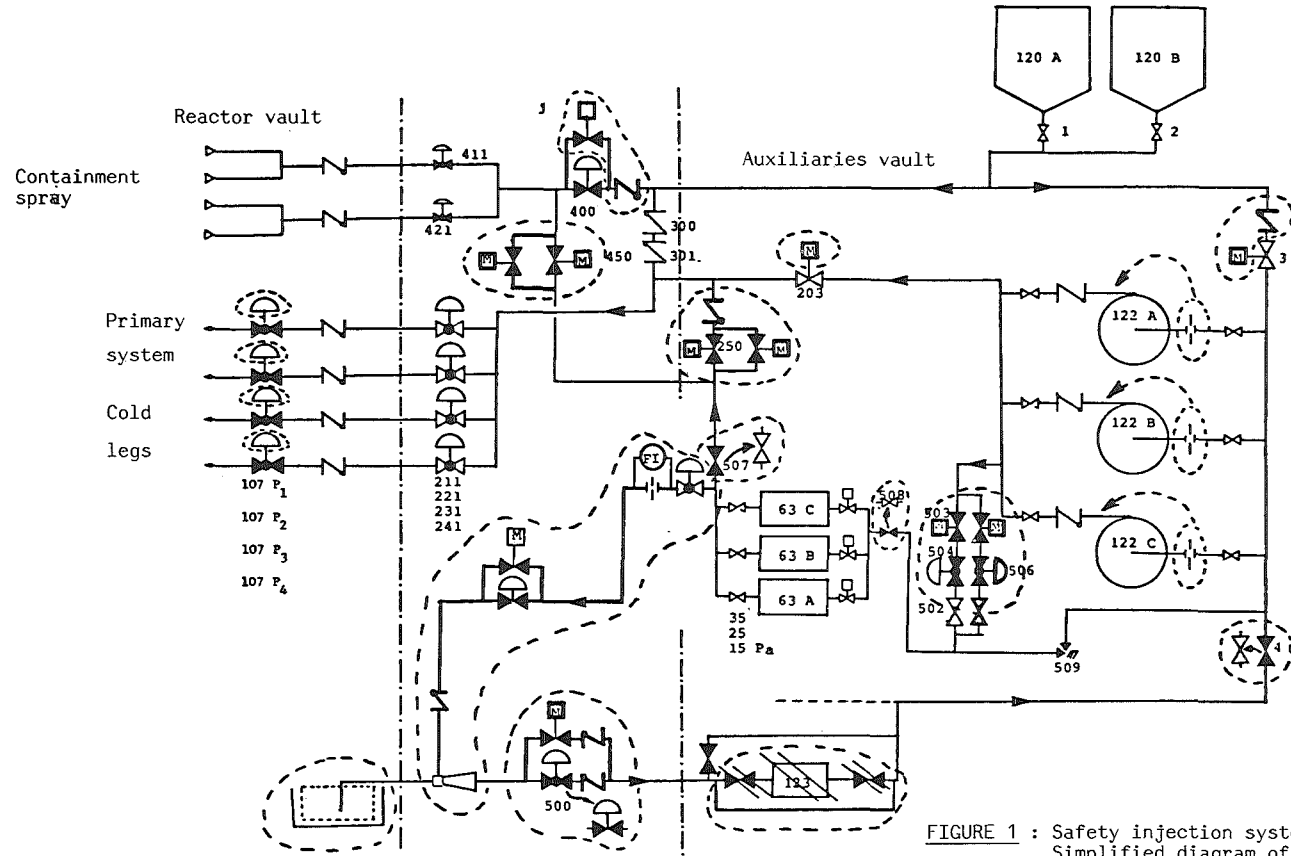 120 A
120 B
1
2
Reactor vault
Auxiliaries vault
411
Containment
spray
400
300
421
M
450
M
301.
M
203
M
3
Primary
system
Cold
legs
M
250
M
122 A
122 B
122 C
FI
507
508
211
221
231
241
107 P1
107 P2
107 P3
107 P4
63 C
63 B
63 A
503
M
504
506
502
M
35
25
15 Pa
509
4
M
500
123
FIGURE 1 : Safety injection syste
Simplified diagram of